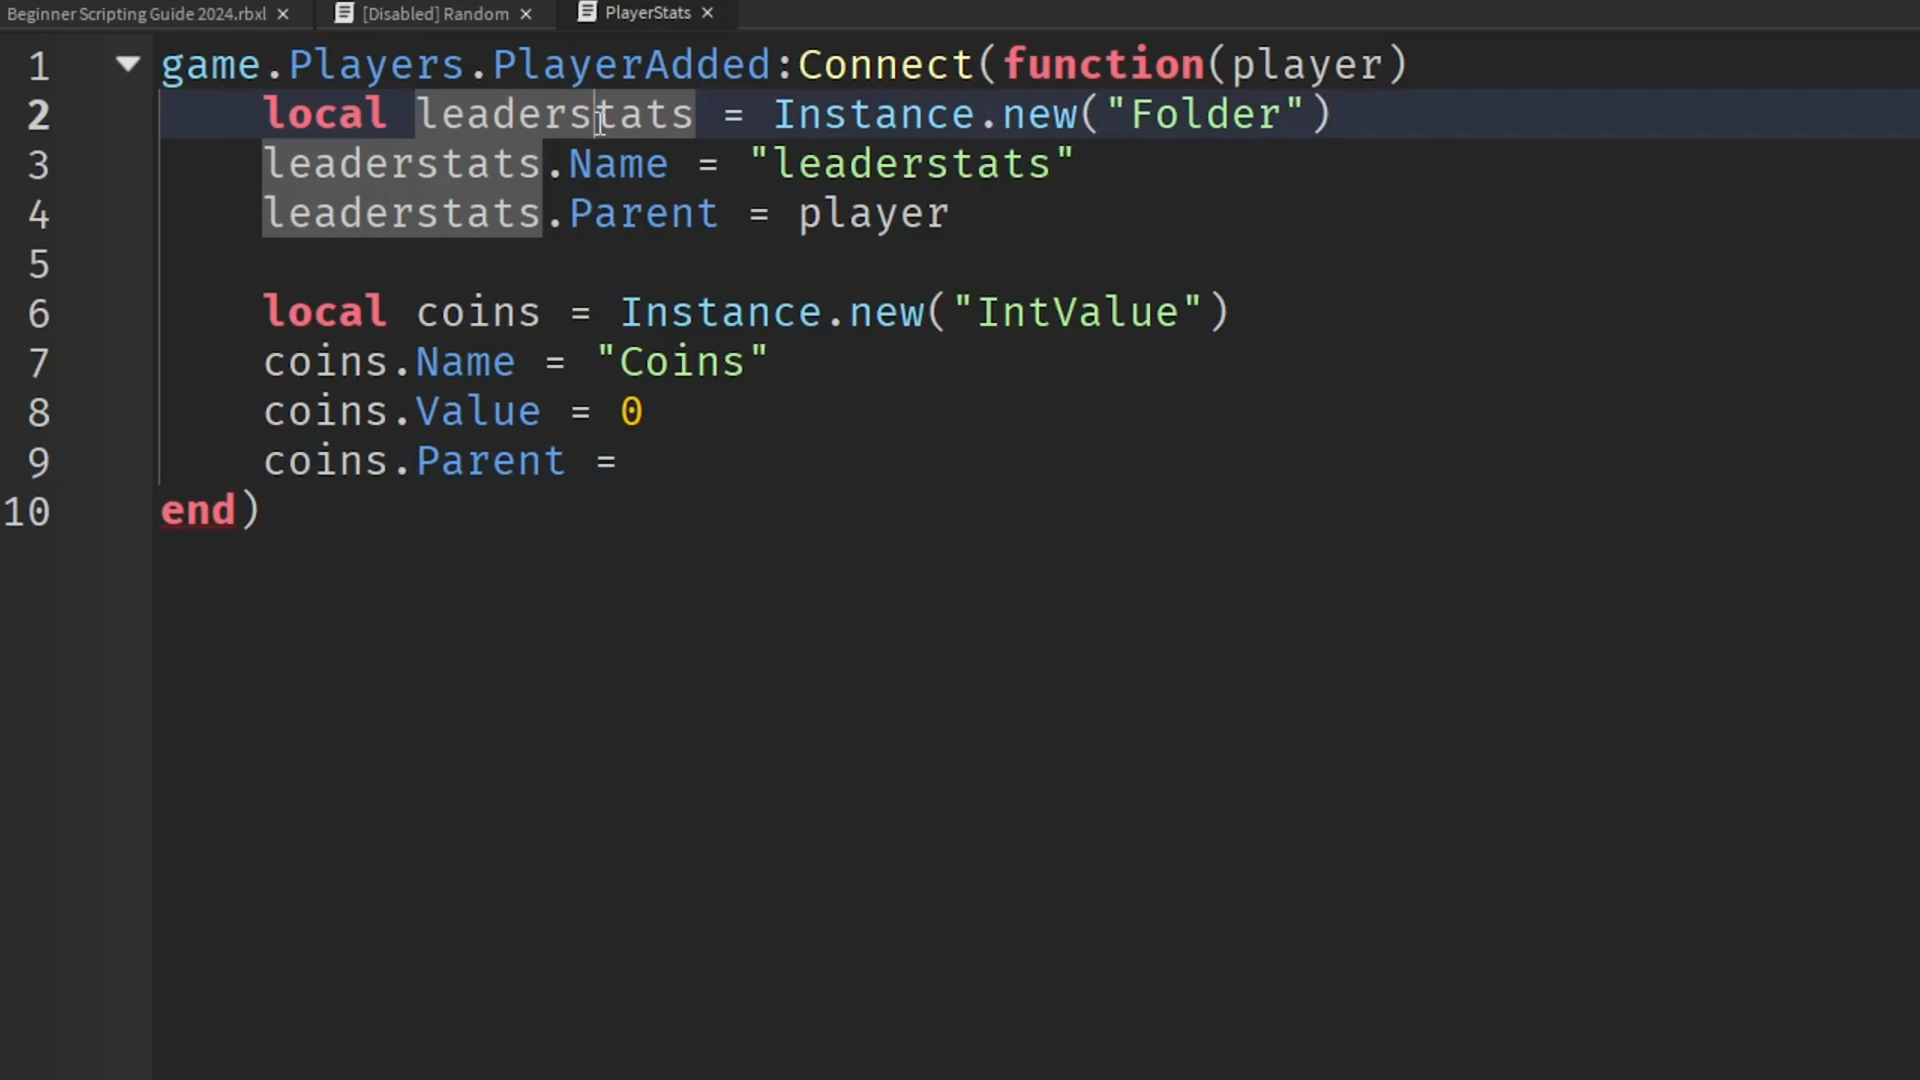 Beginner Scripting Guide 2024.rbxl × [Disabled] Random × PlayerStats ×
1 game.Players.PlayerAdded:Connect(function(player)
2 local leaderstats = Instance.new("Folder")
3 leaderstats.Name = "leaderstats"
4 leaderstats.Parent = player
5
6 local coins = Instance.new("IntValue")
7 coins.Name = "Coins"
8 coins.Value = 0
9 coins.Parent =
10 end)